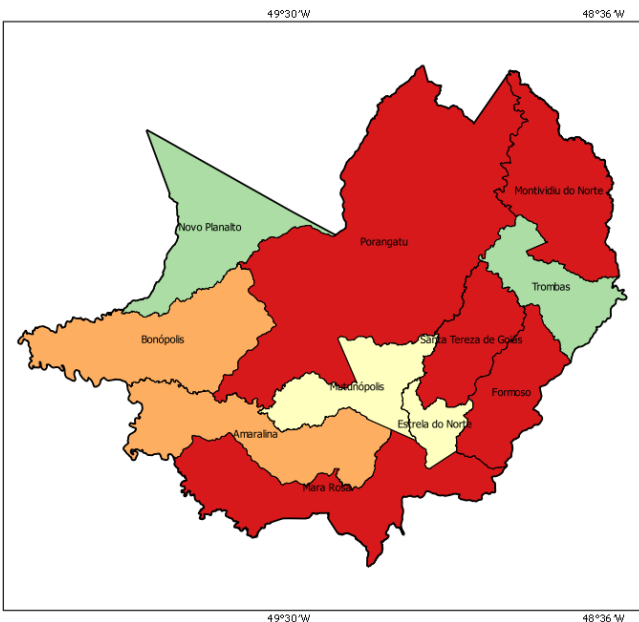 49°30′W
48°36′W
Montividiu do Norte
Novo Planalto
Porangatu
Trombas
Bonópolis
Santa Tereza de Goiás
Mutunópolis
Formoso
Estrela do Norte
Amaralina
Mara Rosa
49°30′W
48°36′W